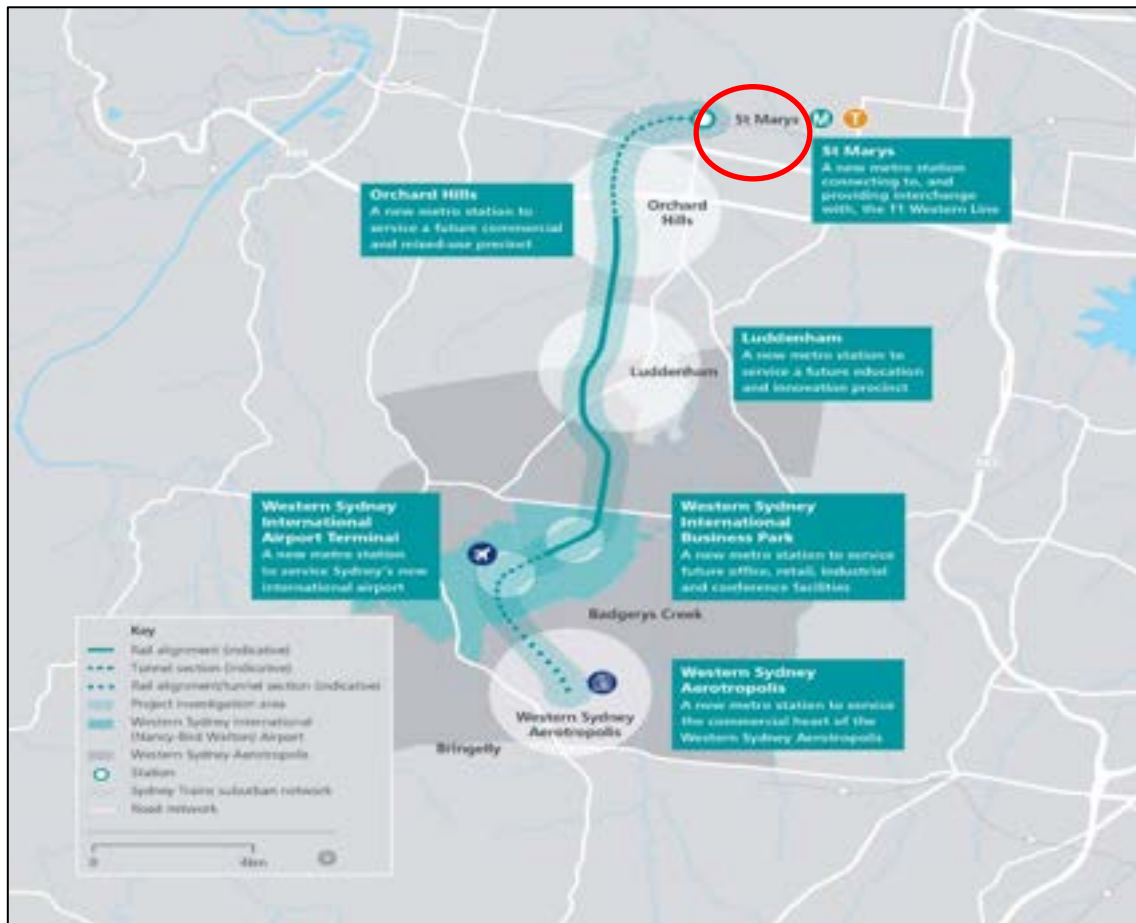 St Marys
M
T
St Marys
A new metro station
connecting to, and
providing interchange
with, the T1 Western Line
Orchard Hills
A new metro station to
service a future commercial
and mixed-use precinct
Orchard
Hills
Luddenham
A new metro station to
service a future education
and innovation precinct
Luddenham
Western Sydney
International
Airport Terminal
A new metro station
to service Sydney's new
international airport
Western Sydney
International
Business Park
A new metro station to service
future office, retail, industrial
and conference facilities
Badgerys Creek
Western Sydney
Aerotropolis
A new metro station to service
the commercial heart of the
Western Sydney Aerotropolis
Western Sydney
Aerotropolis
Bringelly
Key
Rail alignment (indicative)
Tunnel section (indicative)
Rail alignment/tunnel section (indicative)
Project investigation area
Western Sydney International
(Nancy-Bird Walton) Airport
Western Sydney Aerotropolis
Station
Sydney Trains suburban network
Road network
0
4km